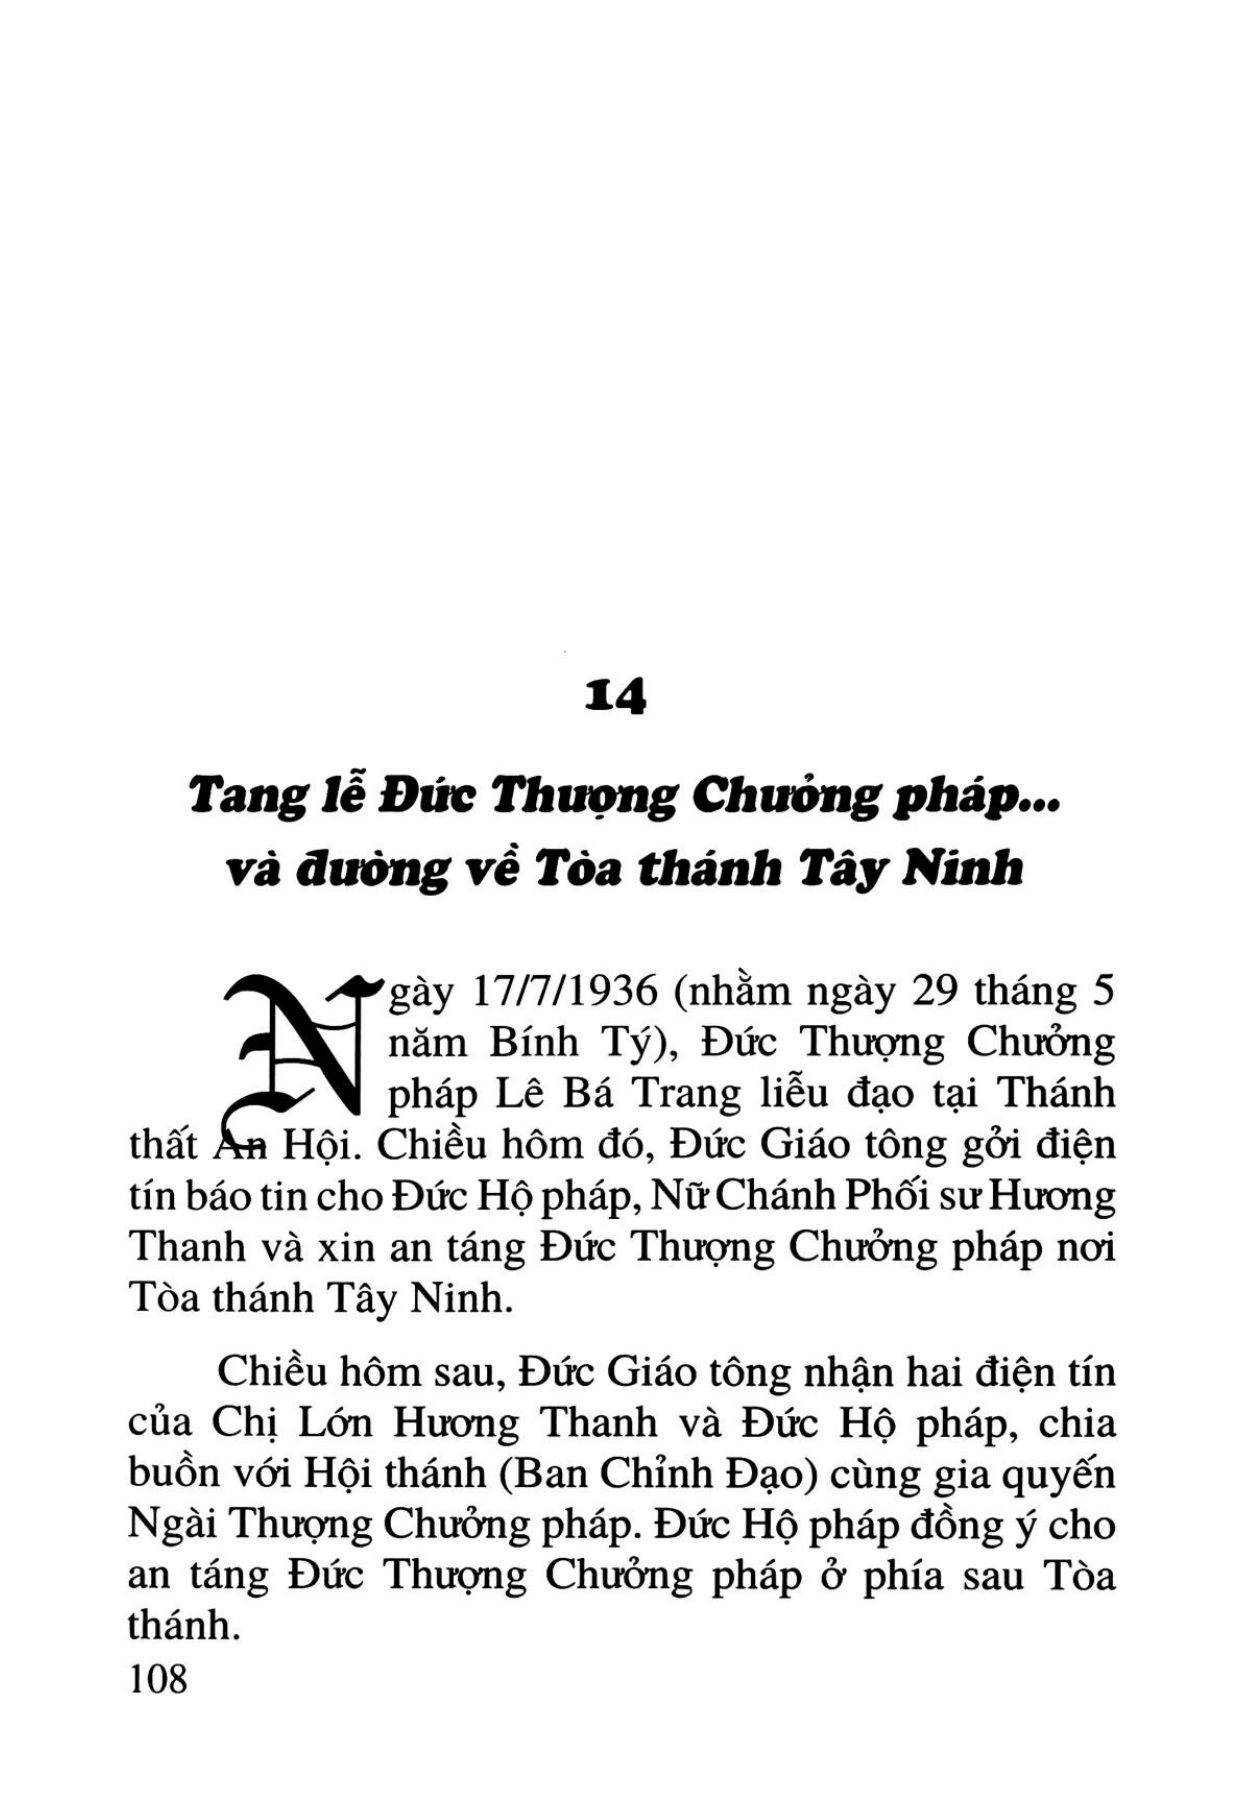 14
Tang lễ Đức Thượng Chưởng pháp...
và đường về Tòa thánh Tây Ninh
Ngày 17/7/1936 (nhằm ngày 29 tháng 5
năm Bính Tý), Đức Thượng Chưởng
pháp Lê Bá Trang liễu đạo tại Thánh
thất An Hội. Chiều hôm đó, Đức Giáo tông gởi điện
tín báo tin cho Đức Hộ pháp, Nữ Chánh Phối sư Hương
Thanh và xin an táng Đức Thượng Chưởng pháp nơi
Tòa thánh Tây Ninh.
Chiều hôm sau, Đức Giáo tông nhận hai điện tín
của Chị Lớn Hương Thanh và Đức Hộ pháp, chia
buồn với Hội thánh (Ban Chỉnh Đạo) cùng gia quyến
Ngài Thượng Chưởng pháp. Đức Hộ pháp đồng ý cho
an táng Đức Thượng Chưởng pháp ở phía sau Tòa
thánh.
108